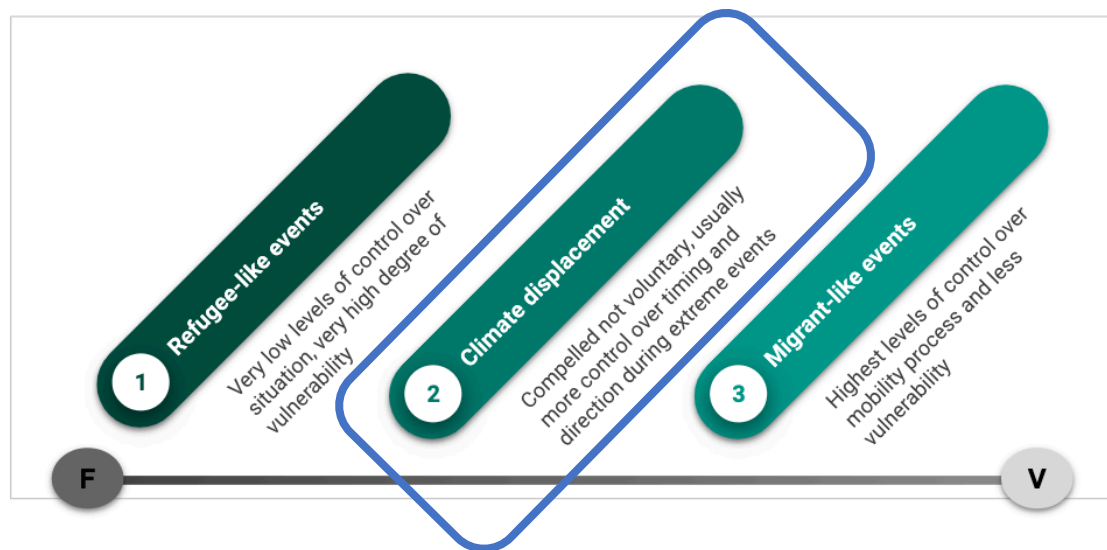 1
Refugee-like events
Very low levels of control over
situation, very high degree of
vulnerability
2
Climate displacement
Compelled not voluntary, usually
more control over timing and
direction during extreme events
3
Migrant-like events
Highest levels of control over
mobility process and less
vulnerability
F
V